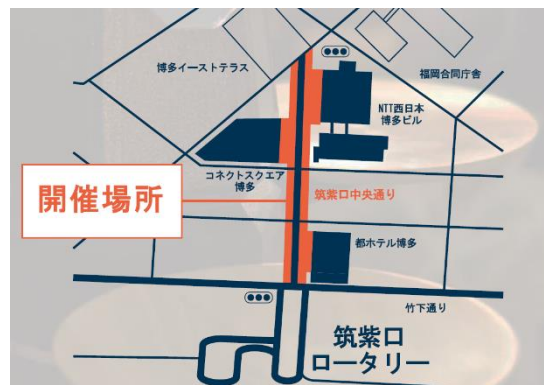 博多イーストテラス
福岡合同庁舎
NTT西日本
博多ビル
コネクトスクエア
博多
開催場所
筑紫口中央通り
都ホテル博多
竹下通り
筑紫口
ロータリー